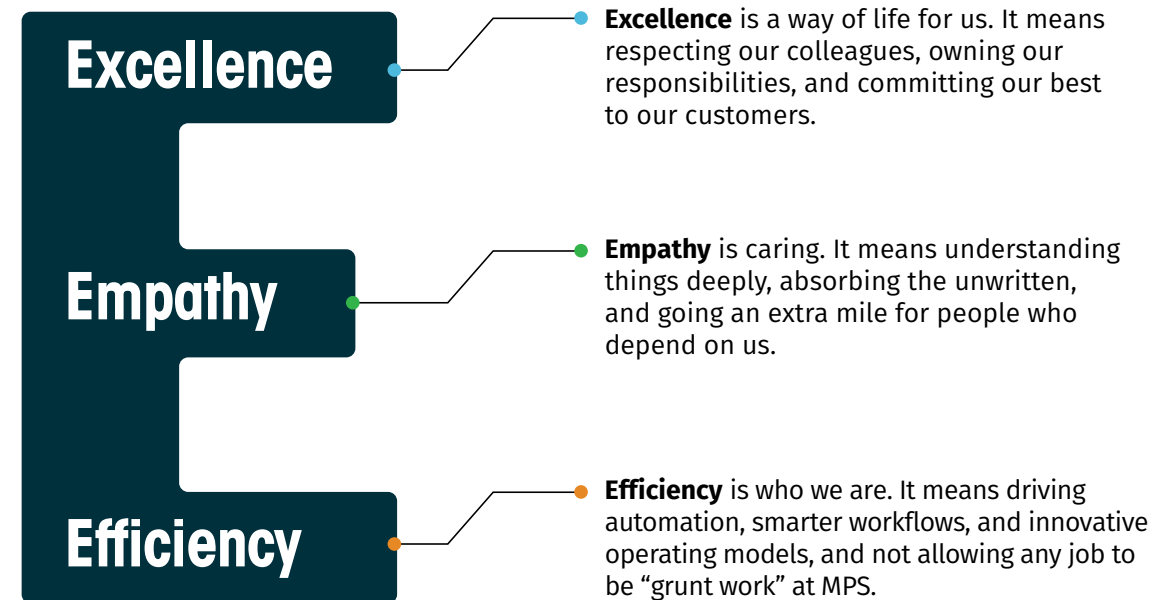 Excellence
Excellence is a way of life for us. It means
respecting our colleagues, owning our
responsibilities, and committing our best
to our customers.
Empathy
Empathy is caring. It means understanding
things deeply, absorbing the unwritten,
and going an extra mile for people who
depend on us.
Efficiency
Efficiency is who we are. It means driving
automation, smarter workflows, and innovative
operating models, and not allowing any job to
be “grunt work” at MPS.